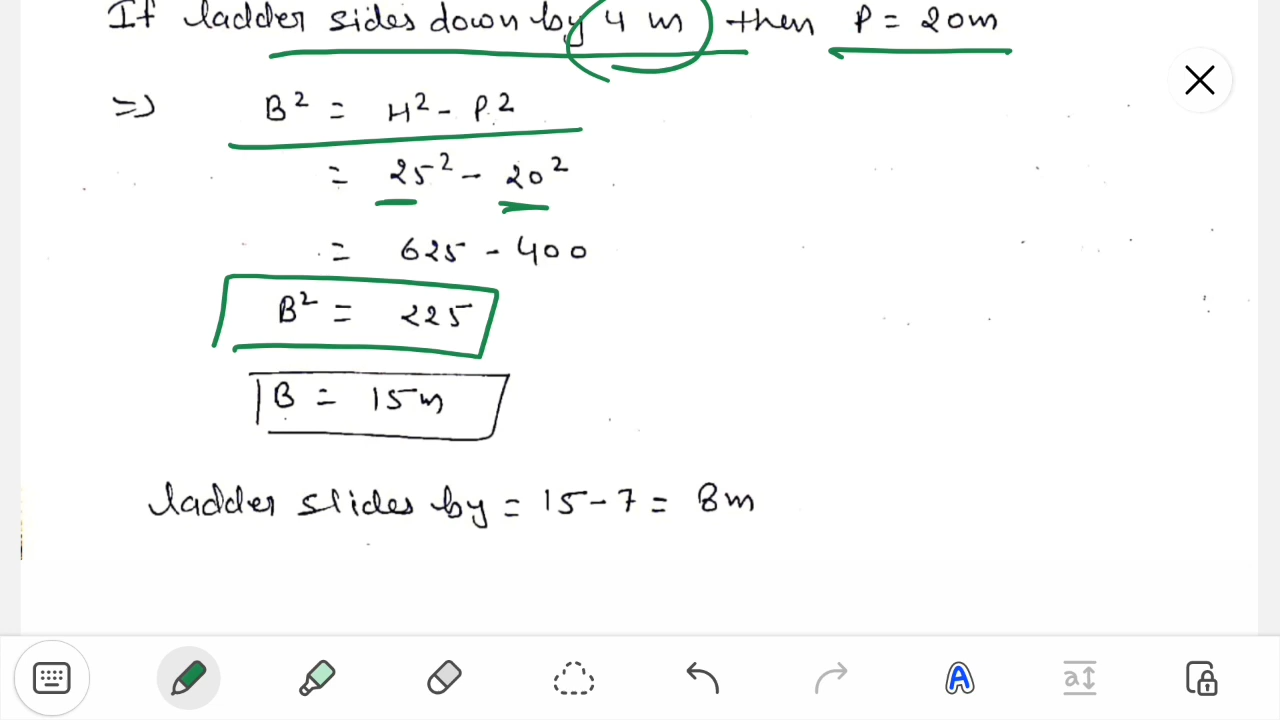 If ladder sides down by 4 m then P = 20m
=> B² = H² - P²
= 25² - 20²
= 625 - 400
B² = 225
B = 15m
ladder slides by = 15 - 7 = 8m
A
a